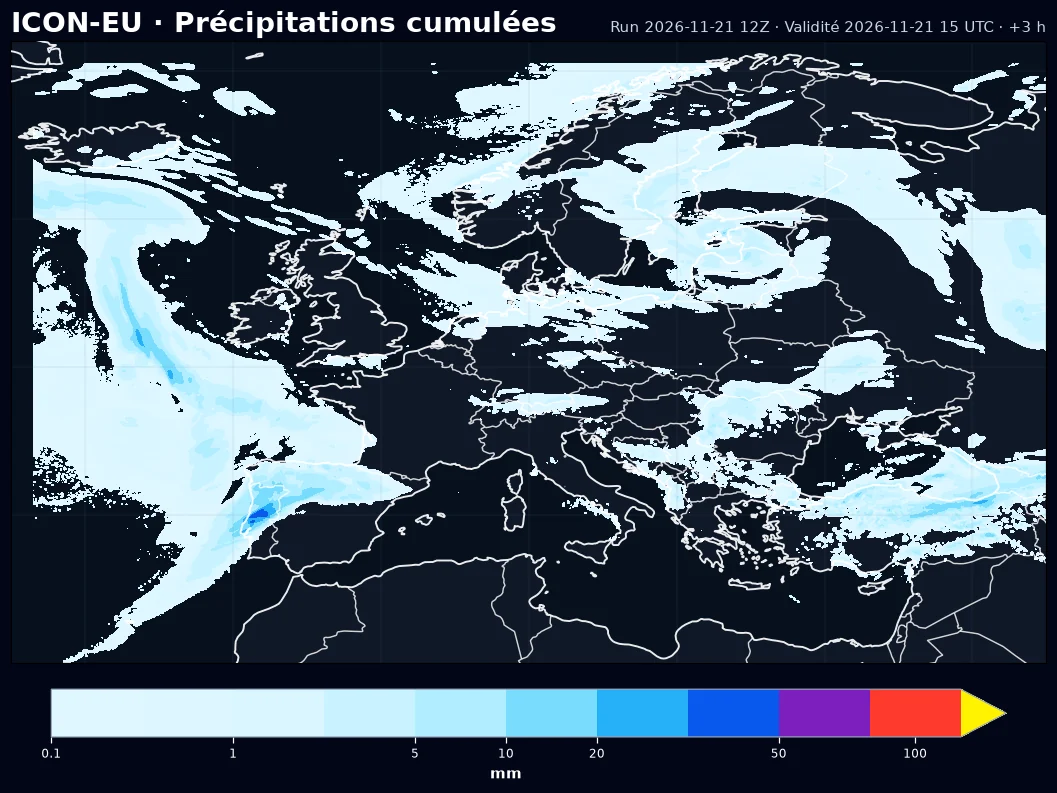 ICON-EU · Précipitations cumulées
Run 2026-11-21 12Z · Validité 2026-11-21 15 UTC · +3 h
0.1 1 5 10 20 50 100
mm